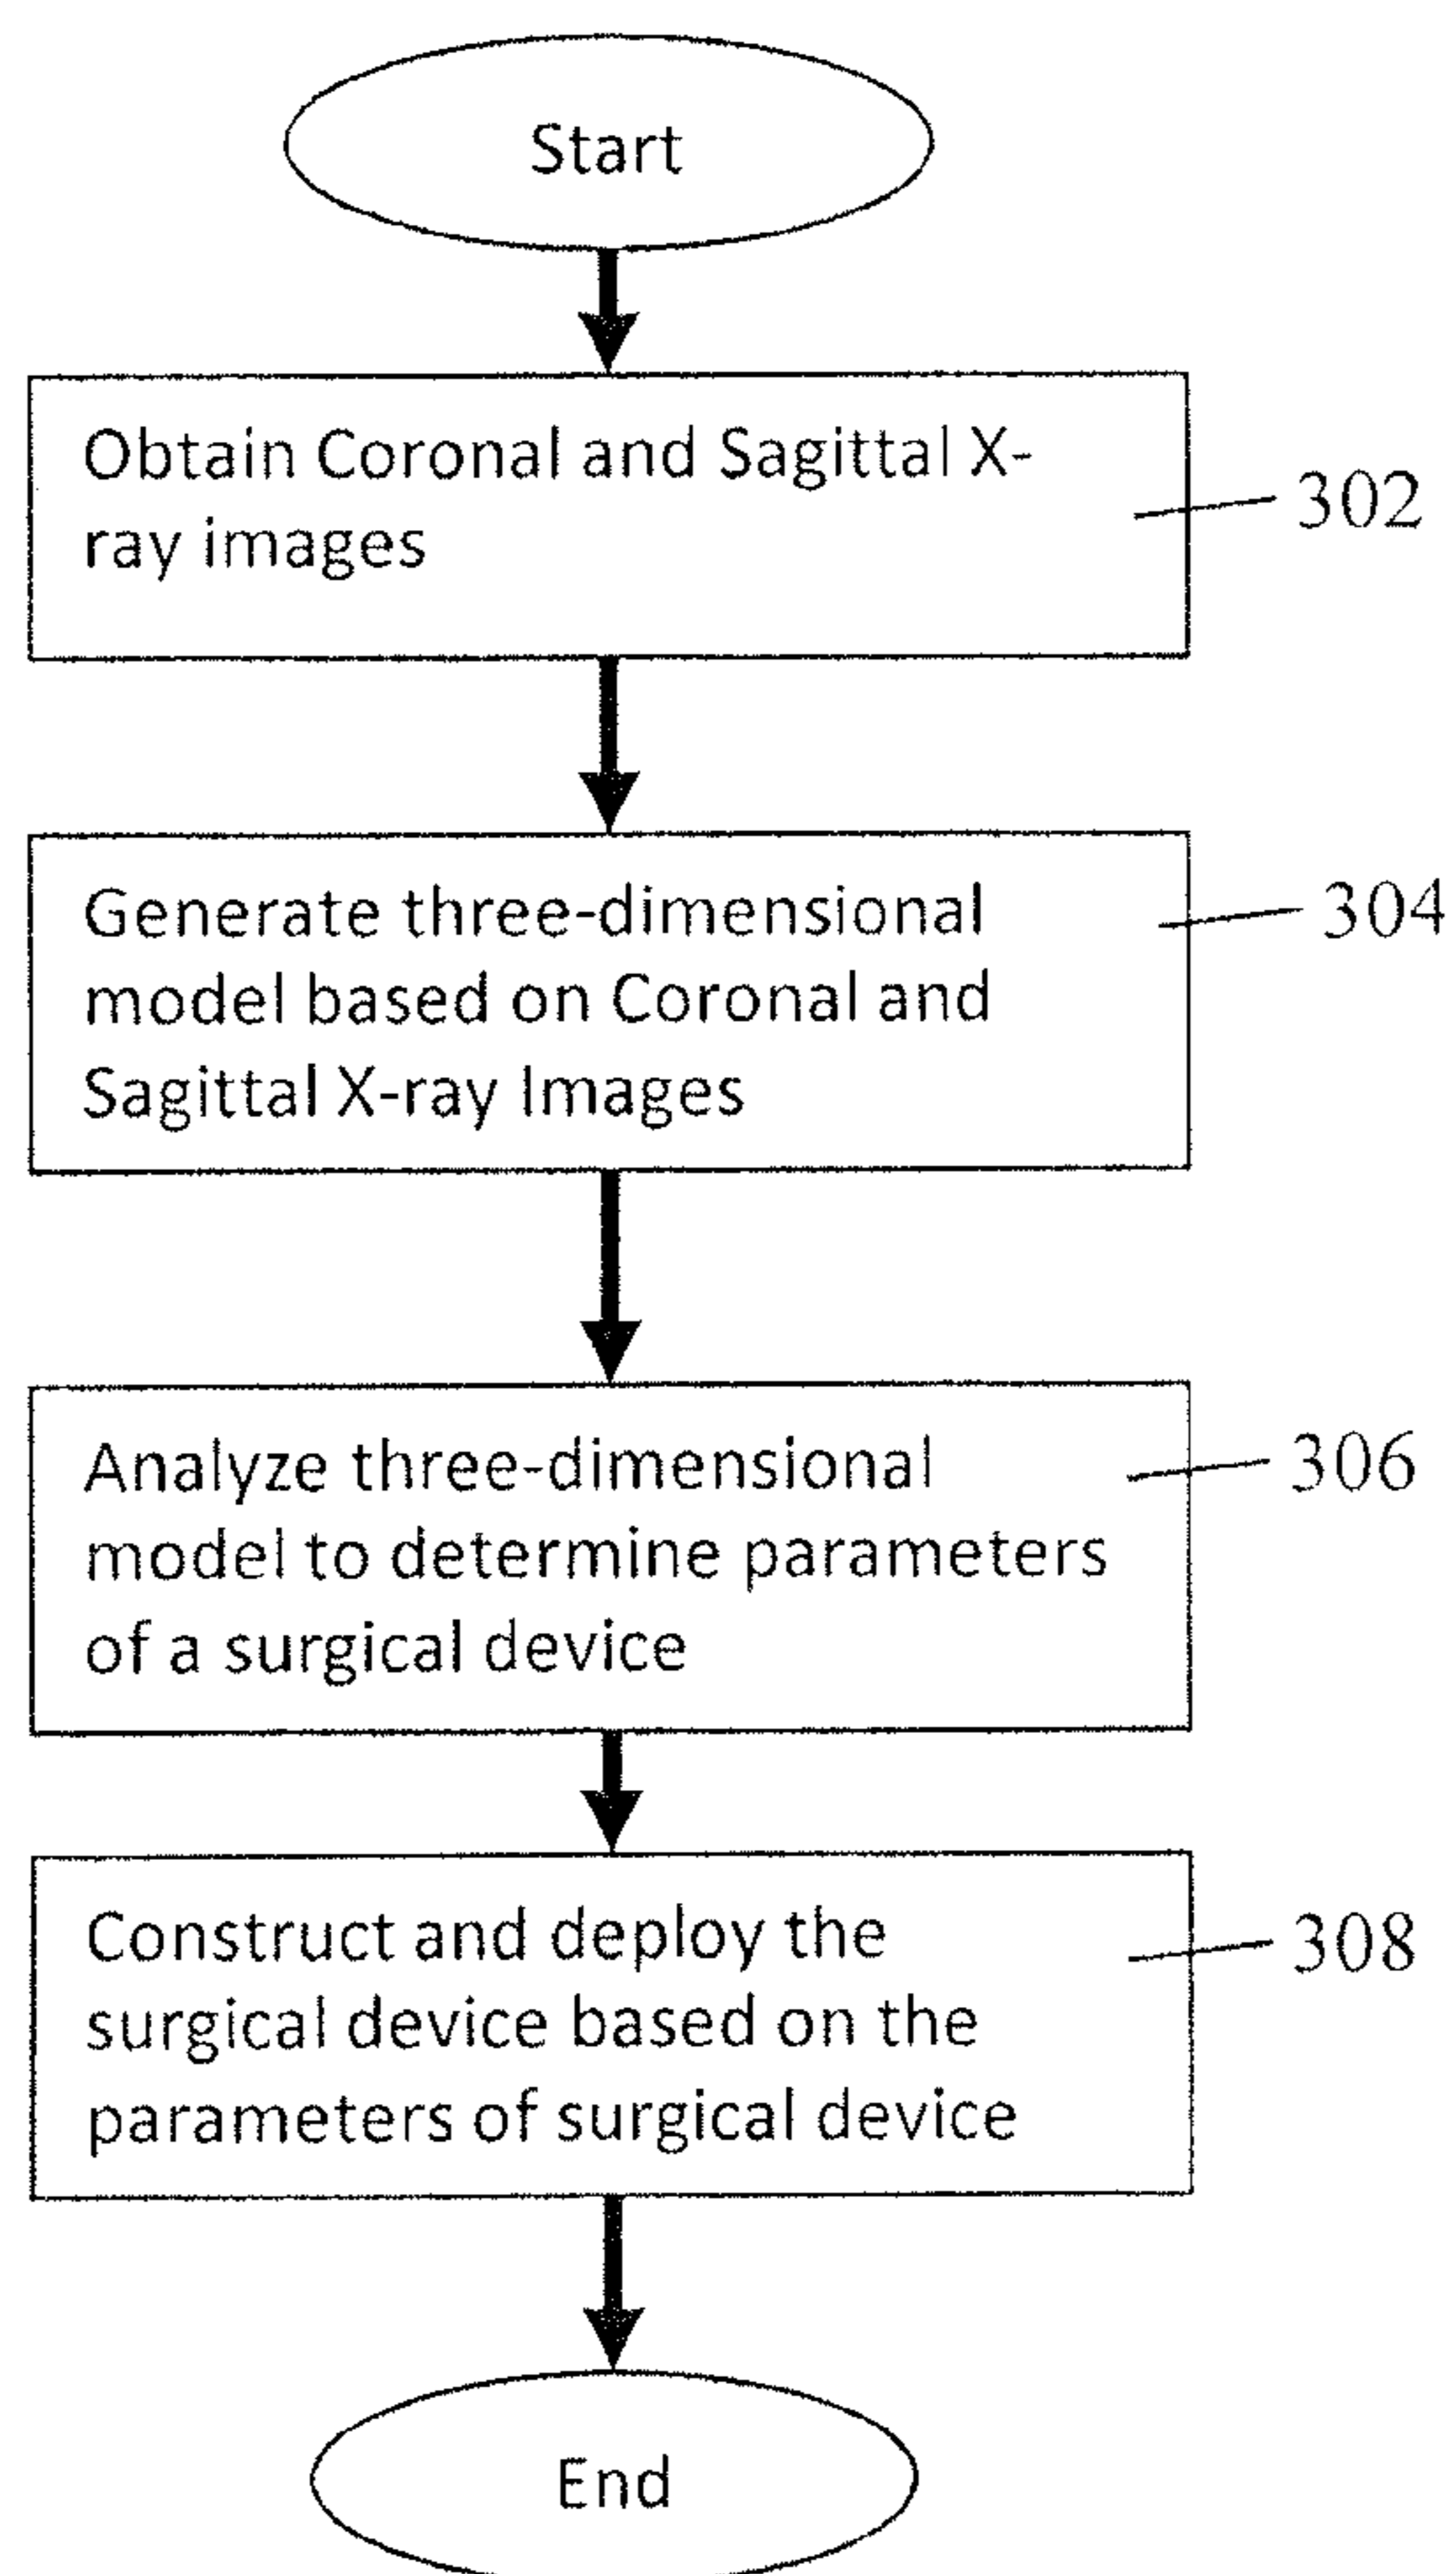 Start
Obtain Coronal and Sagittal X-
ray images
302
Generate three-dimensional
model based on Coronal and
Sagittal X-ray Images
304
Analyze three-dimensional
model to determine parameters
of a surgical device
306
Construct and deploy the
surgical device based on the
parameters of surgical device
308
End